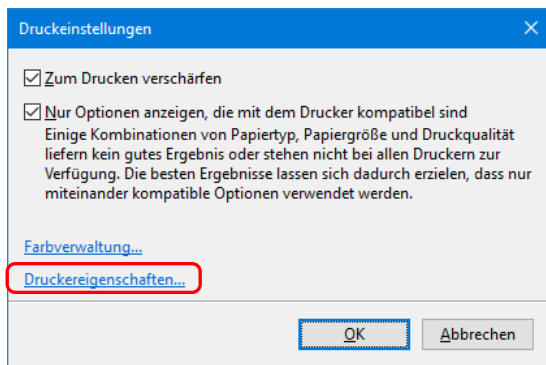 Druckeinstellungen
Zum Drucken verschärfen
Nur Optionen anzeigen, die mit dem Drucker kompatibel sind
Einige Kombinationen von Papiertyp, Papiergröße und Druckqualität
liefern kein gutes Ergebnis oder stehen nicht bei allen Druckern zur
Verfügung. Die besten Ergebnisse lassen sich dadurch erzielen, dass nur
miteinander kompatible Optionen verwendet werden.
Farbverwaltung...
Druckereigenschaften...
OK Abbrechen